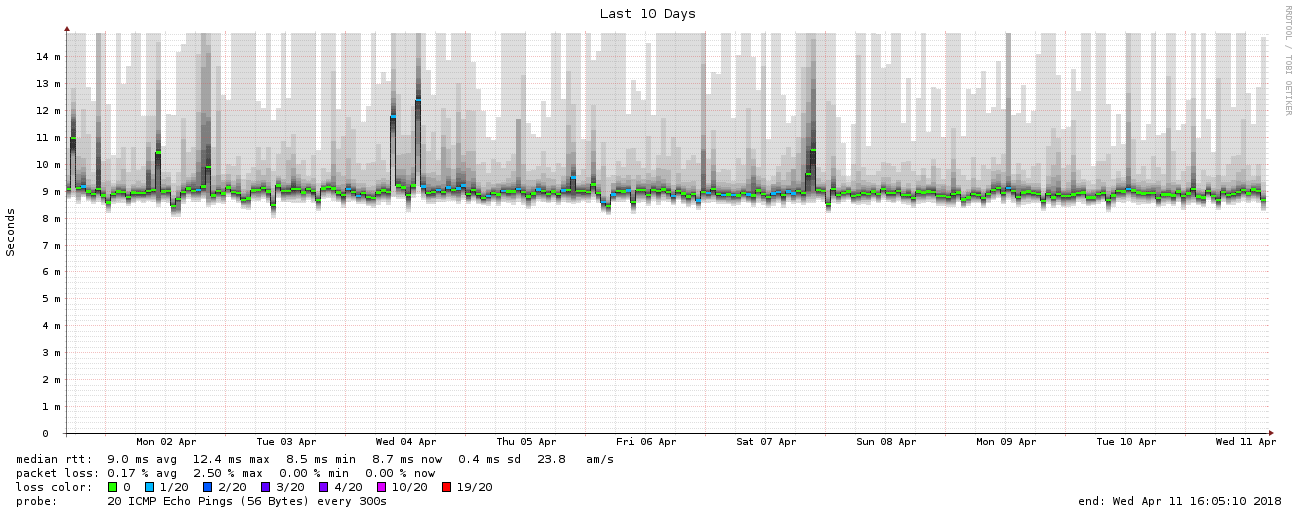 Last 10 Days
RRDTOOL / TOBI OETIKER
Seconds
14 m
13 m
12 m
11 m
10 m
9 m
8 m
7 m
6 m
5 m
4 m
3 m
2 m
1 m
0
Mon 02 Apr Tue 03 Apr Wed 04 Apr Thu 05 Apr Fri 06 Apr Sat 07 Apr Sun 08 Apr Mon 09 Apr Tue 10 Apr Wed 11 Apr
median rtt: 9.0 ms avg 12.4 ms max 8.5 ms min 8.7 ms now 0.4 ms sd 23.8 am/s
packet loss: 0.17 % avg 2.50 % max 0.00 % min 0.00 % now
loss color: 0 1/20 2/20 3/20 4/20 10/20 19/20
probe: 20 ICMP Echo Pings (56 Bytes) every 300s end: Wed Apr 11 16:05:10 2018